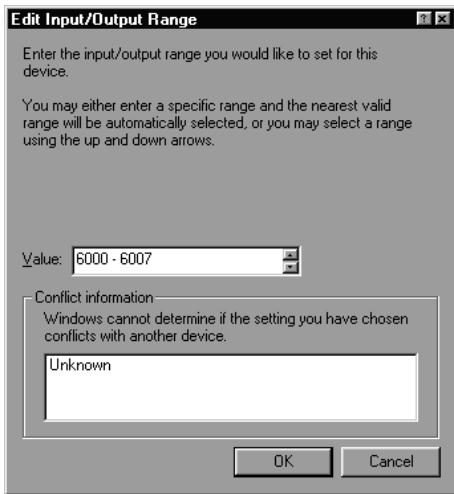 Edit Input/Output Range
Enter the input/output range you would like to set for this
device.
You may either enter a specific range and the nearest valid
range will be automatically selected, or you may select a range
using the up and down arrows.
Value: 6000 - 6007
Conflict information
Windows cannot determine if the setting you have chosen
conflicts with another device.
Unknown
OK Cancel